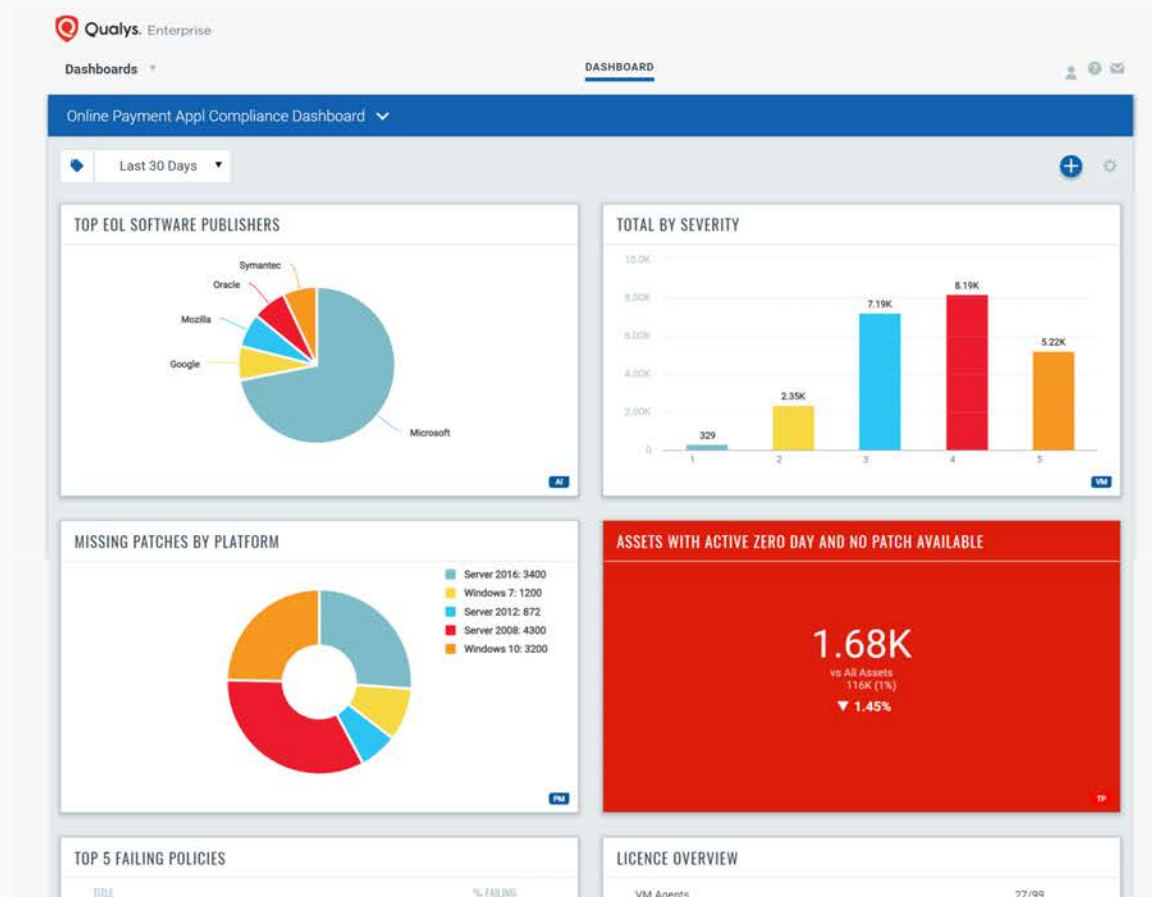 Qualys. Enterprise
Dashboards
DASHBOARD
Online Payment Appl Compliance Dashboard
Last 30 Days
TOP EOL SOFTWARE PUBLISHERS
Symantec
Oracle
Mozilla
Google
Microsoft
AI
TOTAL BY SEVERITY
10.0K
8.00K
6.00K
4.00K
2.00K
0
329
2.35K
7.19K
8.19K
5.22K
1 2 3 4 5
VM
MISSING PATCHES BY PLATFORM
Server 2016: 3400
Windows 7: 1200
Server 2012: 872
Server 2008: 4300
Windows 10: 3200
PM
ASSETS WITH ACTIVE ZERO DAY AND NO PATCH AVAILABLE
1.68K
vs All Assets
116K (1%)
▼ 1.45%
TP
TOP 5 FAILING POLICIES
TITLE % FAILING
LICENCE OVERVIEW
VM Agents 27/99